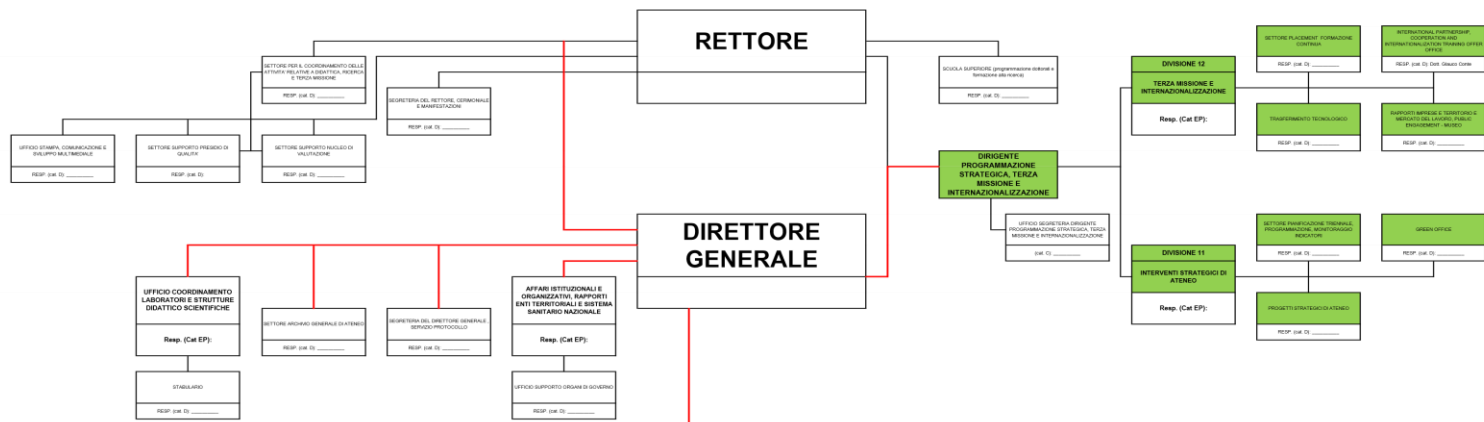 RETTORE
SETTORE PER IL COORDINAMENTO DELLE
ATTIVITA' RELATIVE A DIDATTICA, RICERCA
E TERZA MISSIONE
RESP. (cat. D): __________
SEGRETERIA DEL RETTORE, CERIMONIALE
E MANIFESTAZIONI
RESP. (cat. D): __________
UFFICIO STAMPA, COMUNICAZIONE E
SVILUPPO MULTIMEDIALE
RESP. (cat. D): __________
SETTORE SUPPORTO PRESIDIO DI
QUALITA'
RESP. (cat. D):
SETTORE SUPPORTO NUCLEO DI
VALUTAZIONE
RESP. (cat. D): __________
SCUOLA SUPERIORE (programmazione dottorati e
formazione alla ricerca)
RESP. (cat. D): __________
DIRETTORE
GENERALE
UFFICIO COORDINAMENTO
LABORATORI E STRUTTURE
DIDATTICO SCIENTIFICHE
Resp. (Cat EP):
STABULARIO
RESP. (cat. D): __________
SETTORE ARCHIVIO GENERALE DI ATENEO
RESP. (cat. D): __________
SEGRETERIA DEL DIRETTORE GENERALE,
SERVIZIO PROTOCOLLO
RESP. (cat. D): __________
AFFARI ISTITUZIONALI E
ORGANIZZATIVI, RAPPORTI
ENTI TERRITORIALI E SISTEMA
SANITARIO NAZIONALE
Resp. (Cat EP):
UFFICIO SUPPORTO ORGANI DI GOVERNO
RESP. (cat. D): __________
DIRIGENTE
PROGRAMMAZIONE
STRATEGICA, TERZA
MISSIONE E
INTERNAZIONALIZZAZIONE
UFFICIO SEGRETERIA DIRIGENTE
PROGRAMMAZIONE STRATEGICA, TERZA
MISSIONE E INTERNAZIONALIZZAZIONE
(cat. C): __________
DIVISIONE 12
TERZA MISSIONE E
INTERNAZIONALIZZAZIONE
Resp. (Cat EP):
SETTORE PLACEMENT FORMAZIONE
CONTINUA
RESP. (cat. D): __________
INTERNATIONAL PARTNERSHIP,
COOPERATION AND
INTERNATIONALIZATION TRAINING OFFER
OFFICE
RESP. (cat. D): Dott. Glauco Conte
TRASFERIMENTO TECNOLOGICO
RESP. (cat. D): __________
RAPPORTI IMPRESE E TERRITORIO E
MERCATO DEL LAVORO, PUBLIC
ENGAGEMENT - MUSEO
RESP. (cat. D): __________
DIVISIONE 11
INTERVENTI STRATEGICI DI
ATENEO
Resp. (Cat EP):
SETTORE PIANIFICAZIONE TRIENNALE,
PROGRAMMAZIONE, MONITORAGGIO
INDICATORI
RESP. (cat. D): __________
GREEN OFFICE
RESP. (cat. D): __________
PROGETTI STRATEGICI DI ATENEO
RESP. (cat. D): __________